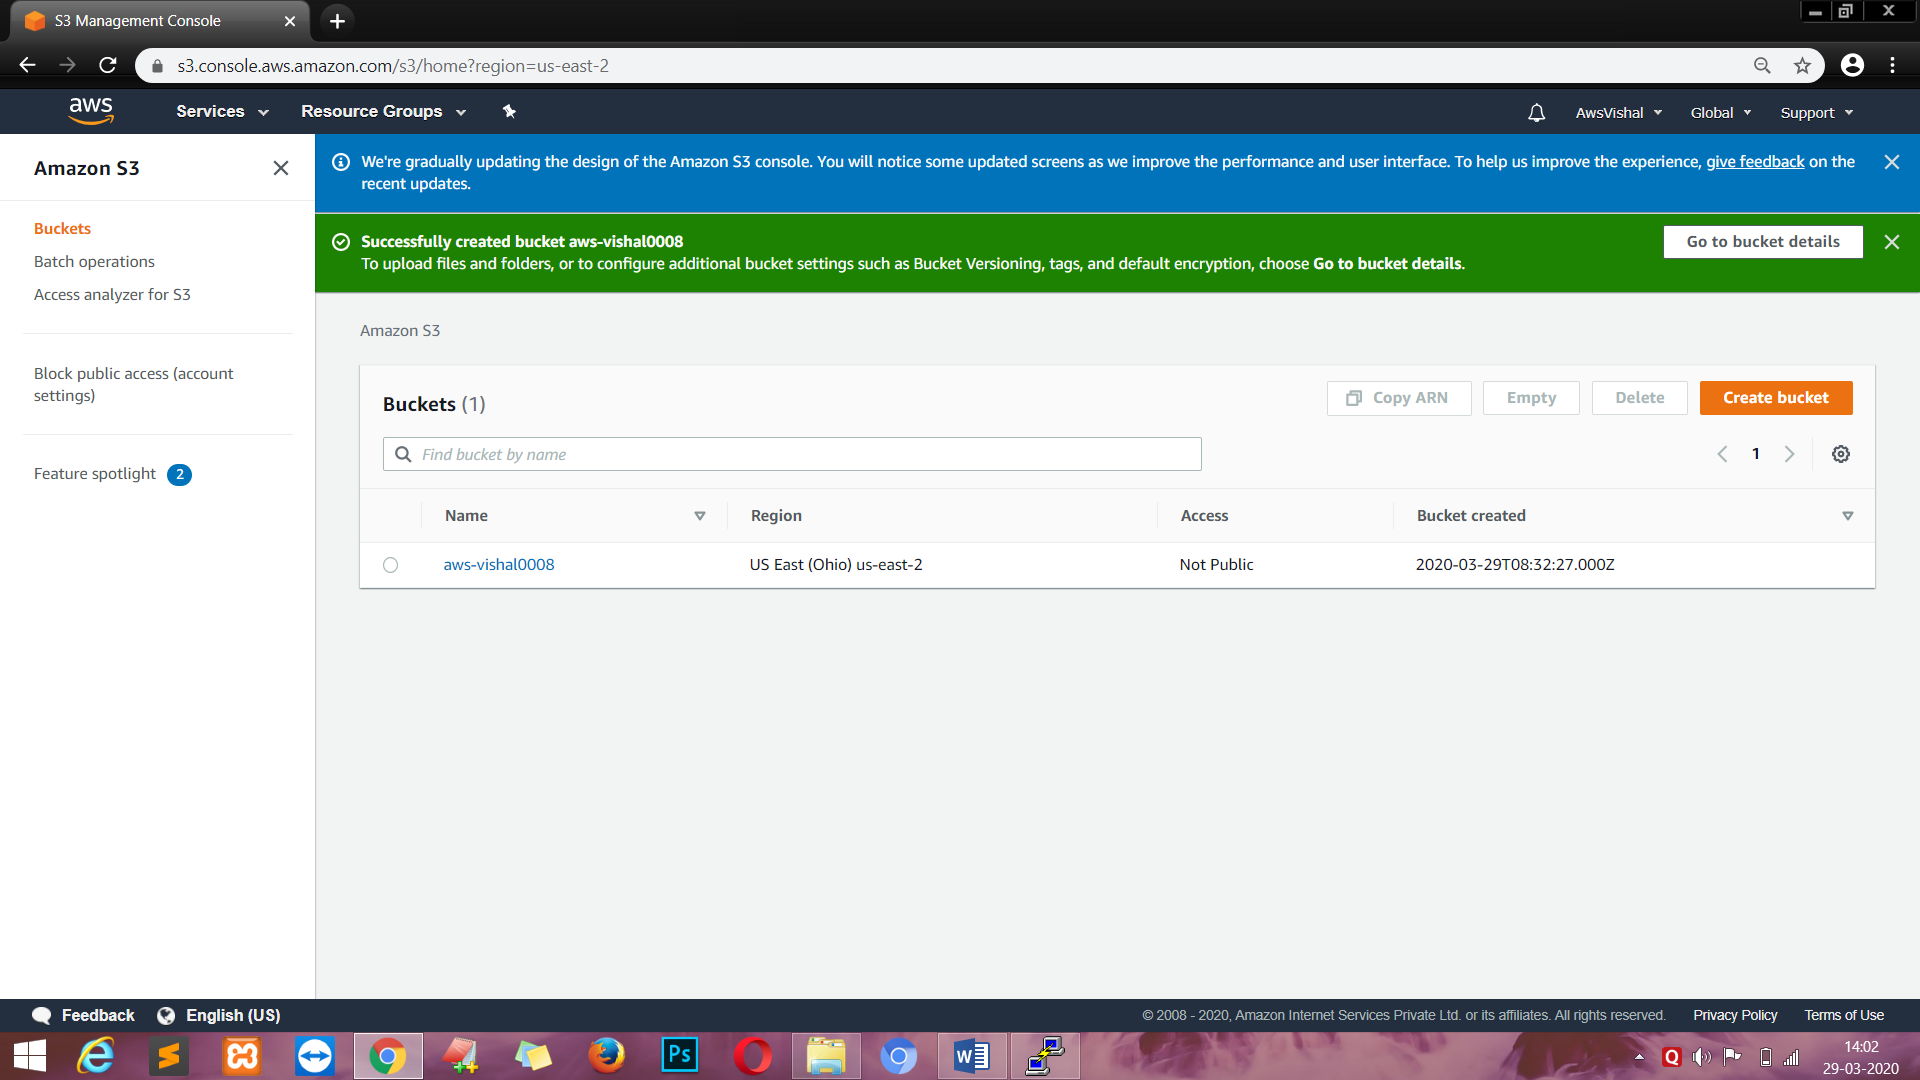 S3 Management Console
s3.console.aws.amazon.com/s3/home?region=us-east-2
aws
Services
Resource Groups
AwsVishal
Global
Support
Amazon S3
Buckets
Batch operations
Access analyzer for S3
Block public access (account
settings)
Feature spotlight 2
We're gradually updating the design of the Amazon S3 console. You will notice some updated screens as we improve the performance and user interface. To help us improve the experience, give feedback on the
recent updates.
Successfully created bucket aws-vishal0008
To upload files and folders, or to configure additional bucket settings such as Bucket Versioning, tags, and default encryption, choose Go to bucket details.
Go to bucket details
Amazon S3
Buckets (1)
Copy ARN
Empty
Delete
Create bucket
Find bucket by name
1
Name
Region
Access
Bucket created
aws-vishal0008
US East (Ohio) us-east-2
Not Public
2020-03-29T08:32:27.000Z
Feedback
English (US)
© 2008 - 2020, Amazon Internet Services Private Ltd. or its affiliates. All rights reserved.
Privacy Policy
Terms of Use
Ps
W
Q
14:02
29-03-2020